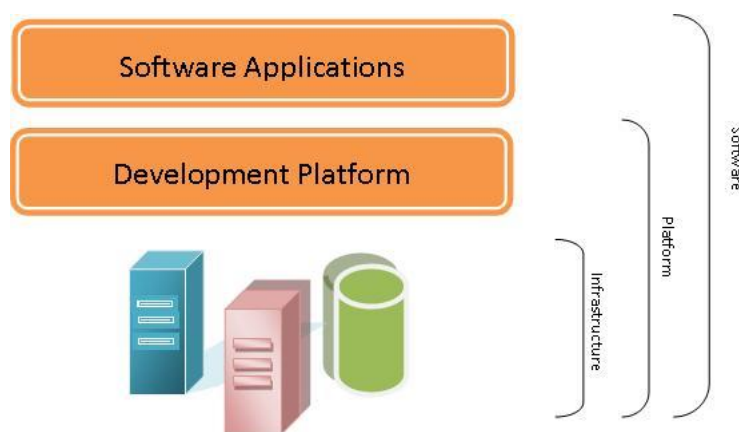 Software Applications
Development Platform
Infrastructure
Platform
Software